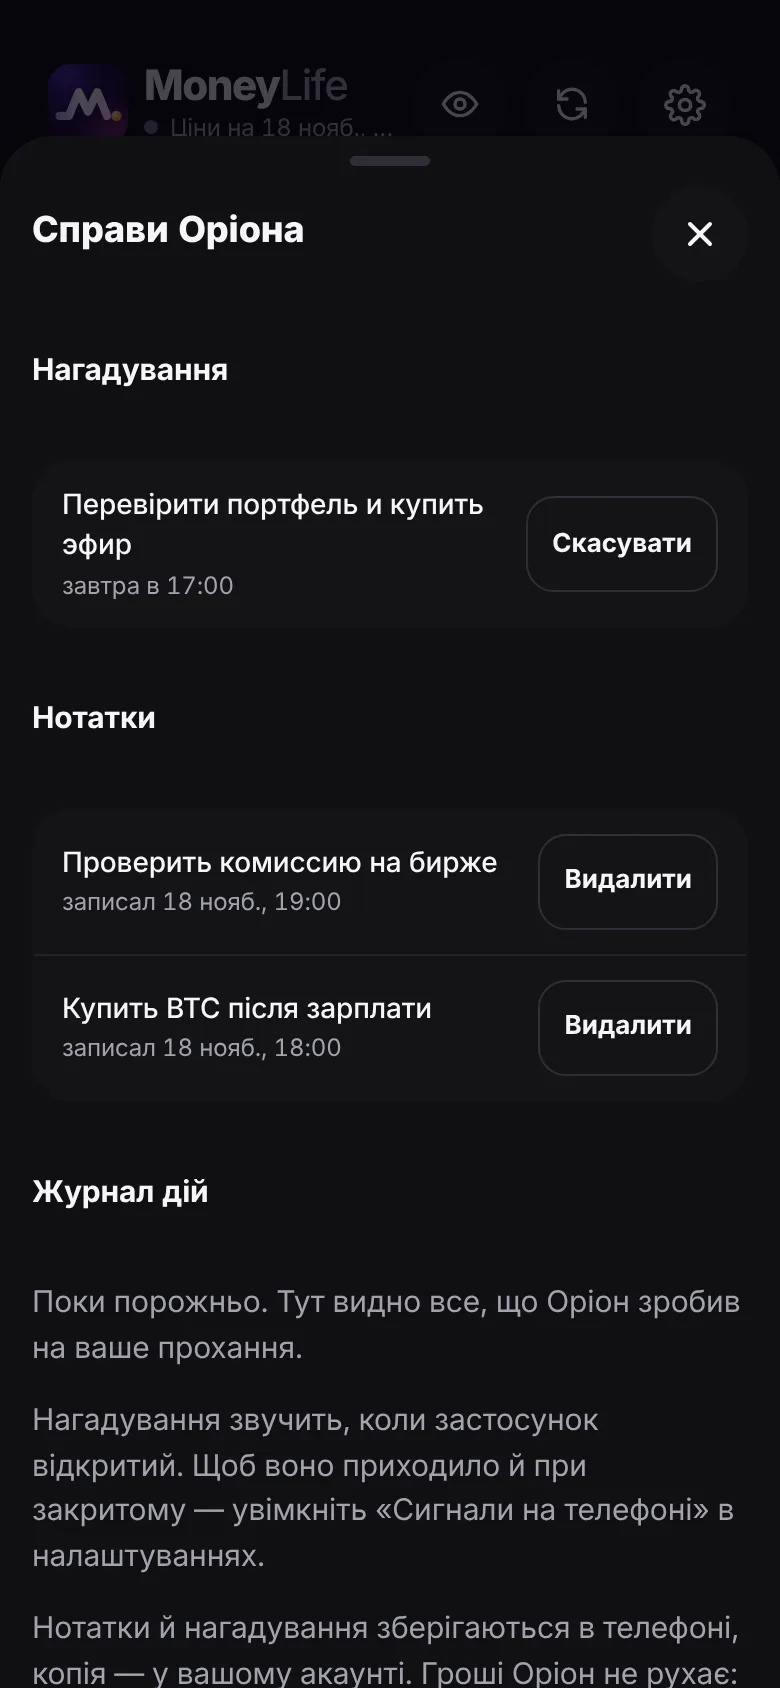 MoneyLife
Ціни на 18 нояб., ...
Справи Оріона
Нагадування
Перевірити портфель и купить
эфир
завтра в 17:00
Скасувати
Нотатки
Проверить комиссию на бирже
записал 18 нояб., 19:00
Видалити
Купить BTC після зарплати
записал 18 нояб., 18:00
Видалити
Журнал дій
Поки порожньо. Тут видно все, що Оріон зробив
на ваше прохання.
Нагадування звучить, коли застосунок
відкритий. Щоб воно приходило й при
закритому — увімкніть «Сигнали на телефоні» в
налаштуваннях.
Нотатки й нагадування зберігаються в телефоні,
копія — у вашому акаунті. Гроші Оріон не рухає: